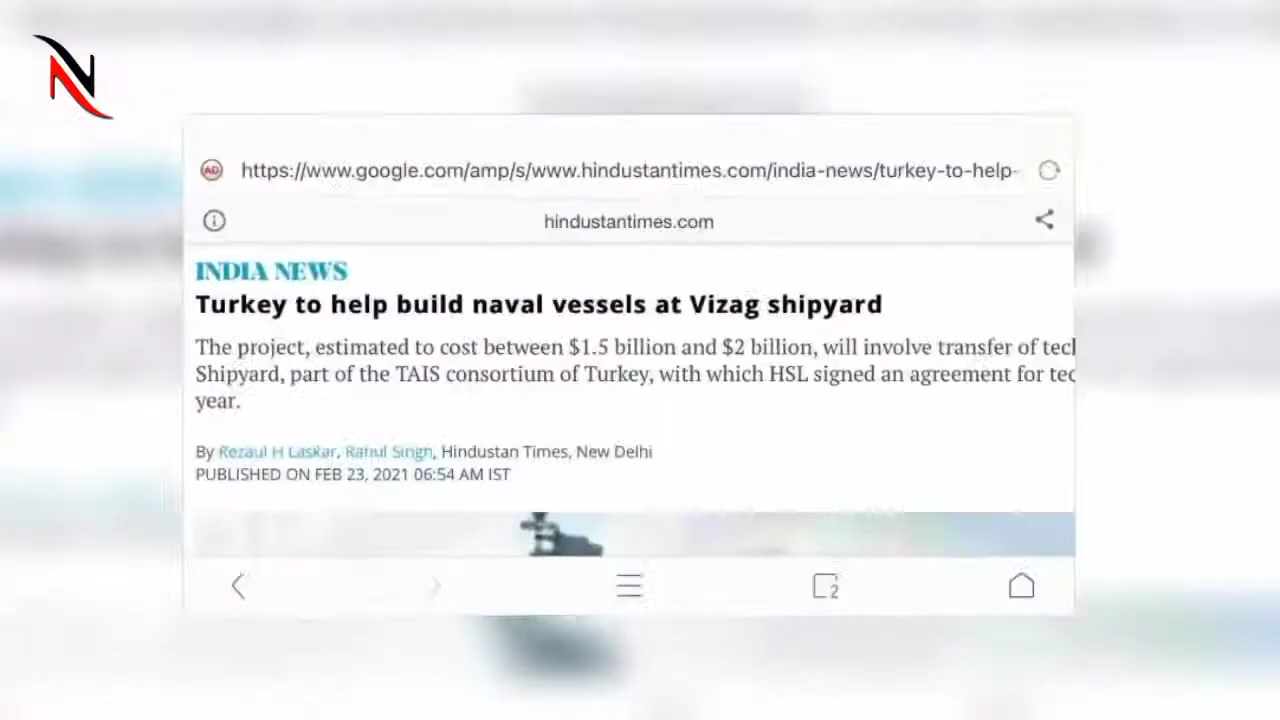 https://www.google.com/amp/s/www.hindustantimes.com/india-news/turkey-to-help-
hindustantimes.com
INDIA NEWS
Turkey to help build naval vessels at Vizag shipyard
The project, estimated to cost between $1.5 billion and $2 billion, will involve transfer of
Shipyard, part of the TAIS consortium of Turkey, with which HSL signed an agreement for
year.
By Rezaul H Laskar, Rahul Singh, Hindustan Times, New Delhi
PUBLISHED ON FEB 23, 2021 06:54 AM IST
2